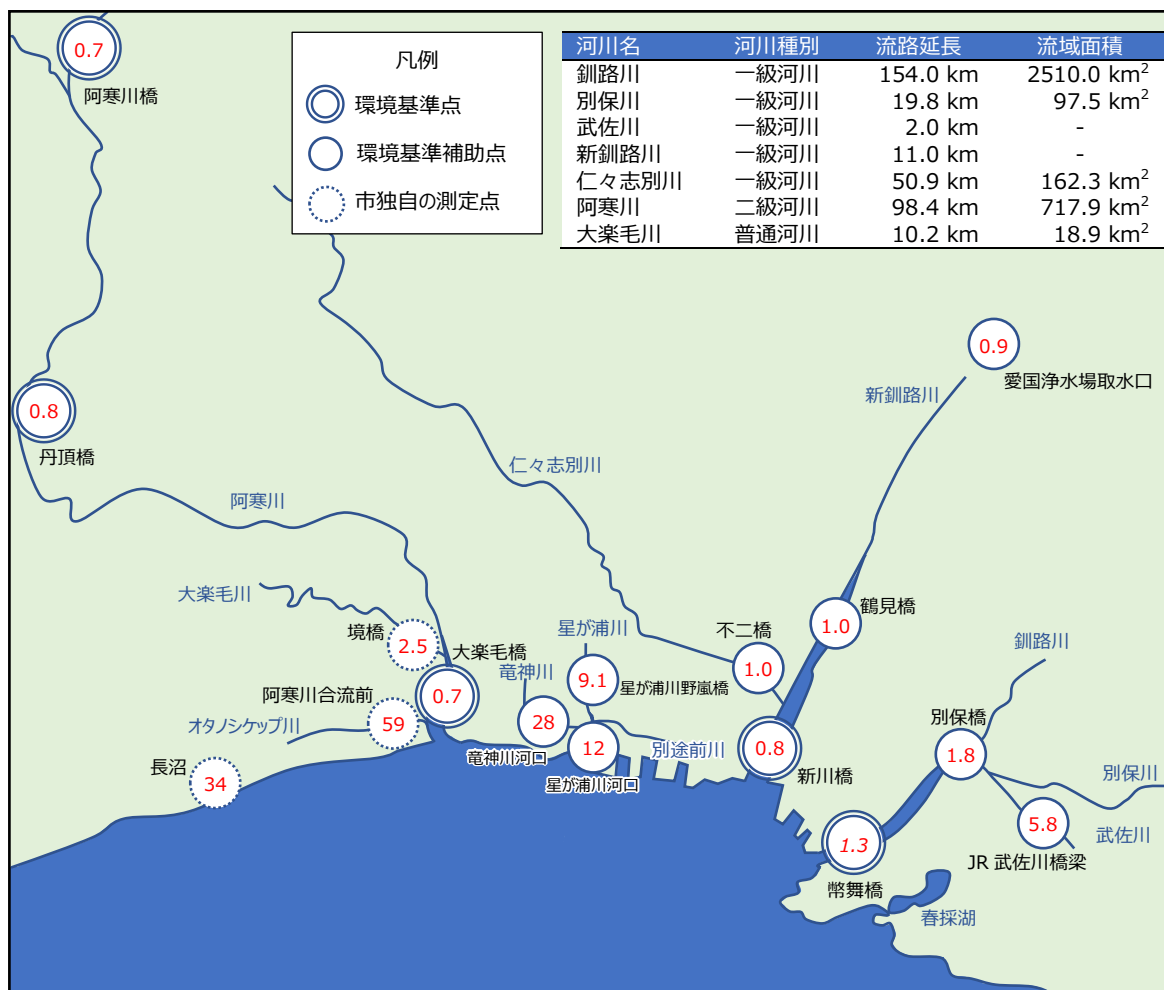 0.7
阿寒川橋
凡例
環境基準点
環境基準補助点
市独自の測定点
河川名 河川種別 流路延長 流域面積
釧路川 一級河川 154.0 km 2510.0 km²
別保川 一級河川 19.8 km 97.5 km²
武佐川 一級河川 2.0 km -
新釧路川 一級河川 11.0 km -
仁々志別川 一級河川 50.9 km 162.3 km²
阿寒川 二級河川 98.4 km 717.9 km²
大楽毛川 普通河川 10.2 km 18.9 km²
0.9
愛国浄水場取水口
新釧路川
0.8
丹頂橋
仁々志別川
阿寒川
大楽毛川
境橋
2.5
大楽毛橋
0.7
阿寒川合流前
59
オタノシケップ川
長沼
34
星が浦川
竜神川
9.1
星が浦川野嵐橋
28
竜神川河口
12
星が浦川河口
別途前川
不二橋
1.0
鶴見橋
1.0
0.8
新川橋
釧路川
別保橋
1.8
別保川
武佐川
5.8
JR 武佐川橋梁
1.3
幣舞橋
春採湖